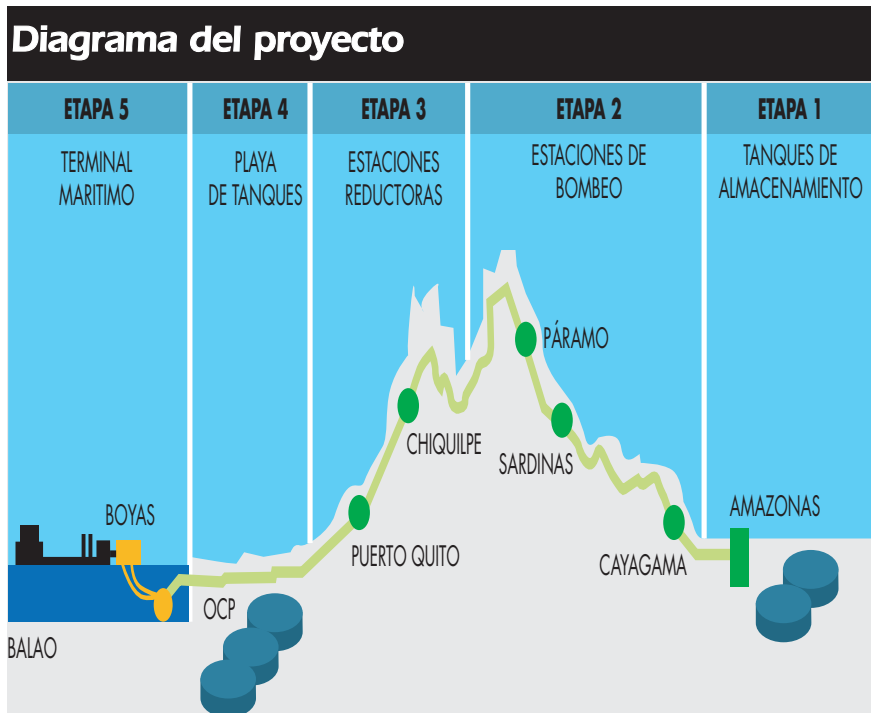 Diagrama del proyecto
ETAPA 5
TERMINAL
MARITIMO
ETAPA 4
PLAYA
DE TANQUES
ETAPA 3
ESTACIONES
REDUCTORAS
ETAPA 2
ESTACIONES DE
BOMBEO
ETAPA 1
TANQUES DE
ALMACENAMIENTO
PÁRAMO
CHIQUILPE
SARDINAS
AMAZONAS
BOYAS
PUERTO QUITO
CAYAGAMA
OCP
BALAO